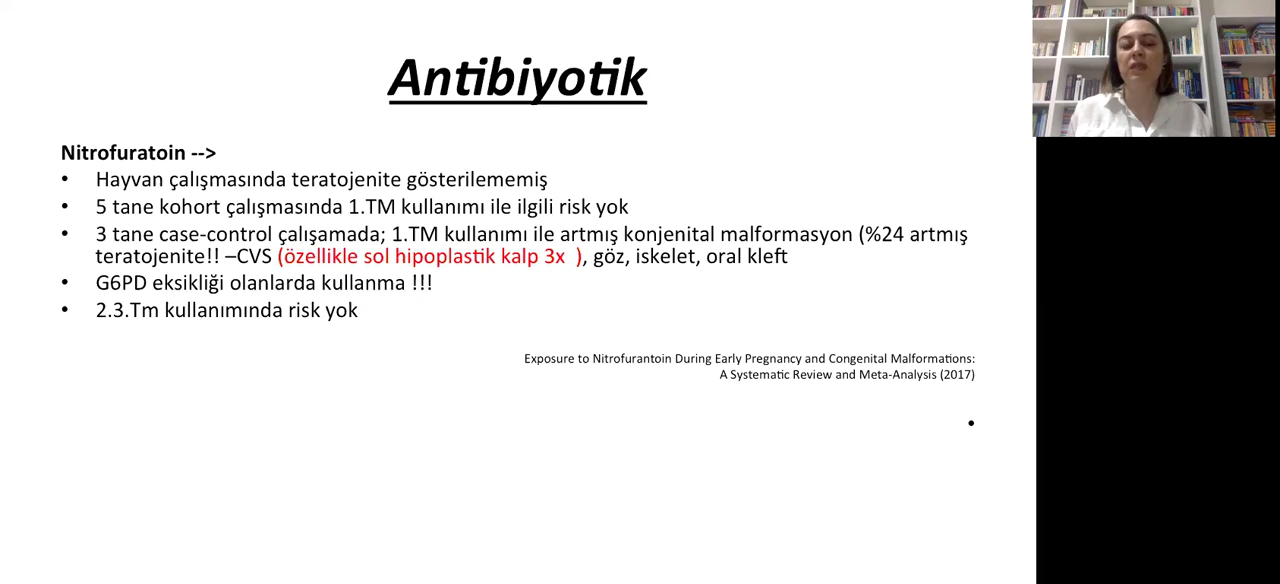 Antibiyotik
Nitrofuratoin -->
• Hayvan çalışmasında teratojenite gösterilememiş
• 5 tane kohort çalışmasında 1.TM kullanımı ile ilgili risk yok
• 3 tane case-control çalışamada; 1.TM kullanımı ile artmış konjenital malformasyon (%24 artmış
teratojenite!! –CVS (özellikle sol hipoplastik kalp 3x ), göz, iskelet, oral kleft
• G6PD eksikliği olanlarda kullanma !!!
• 2.3.Tm kullanımında risk yok
Exposure to Nitrofurantoin During Early Pregnancy and Congenital Malformations:
A Systematic Review and Meta-Analysis (2017)
•